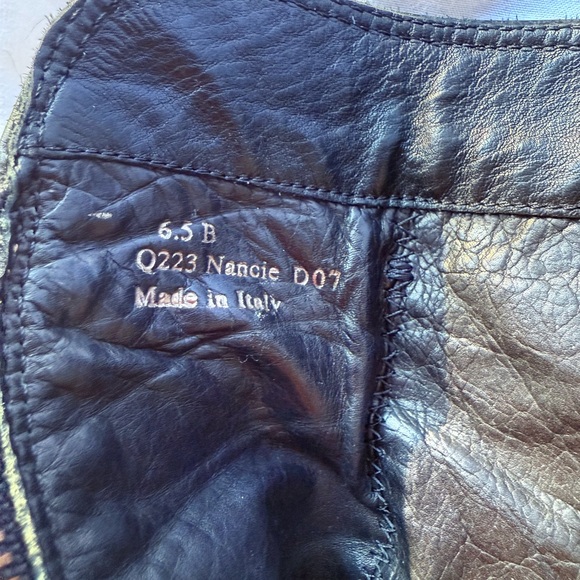 6.5 B
Q223 Nancie D07
Made in Italy